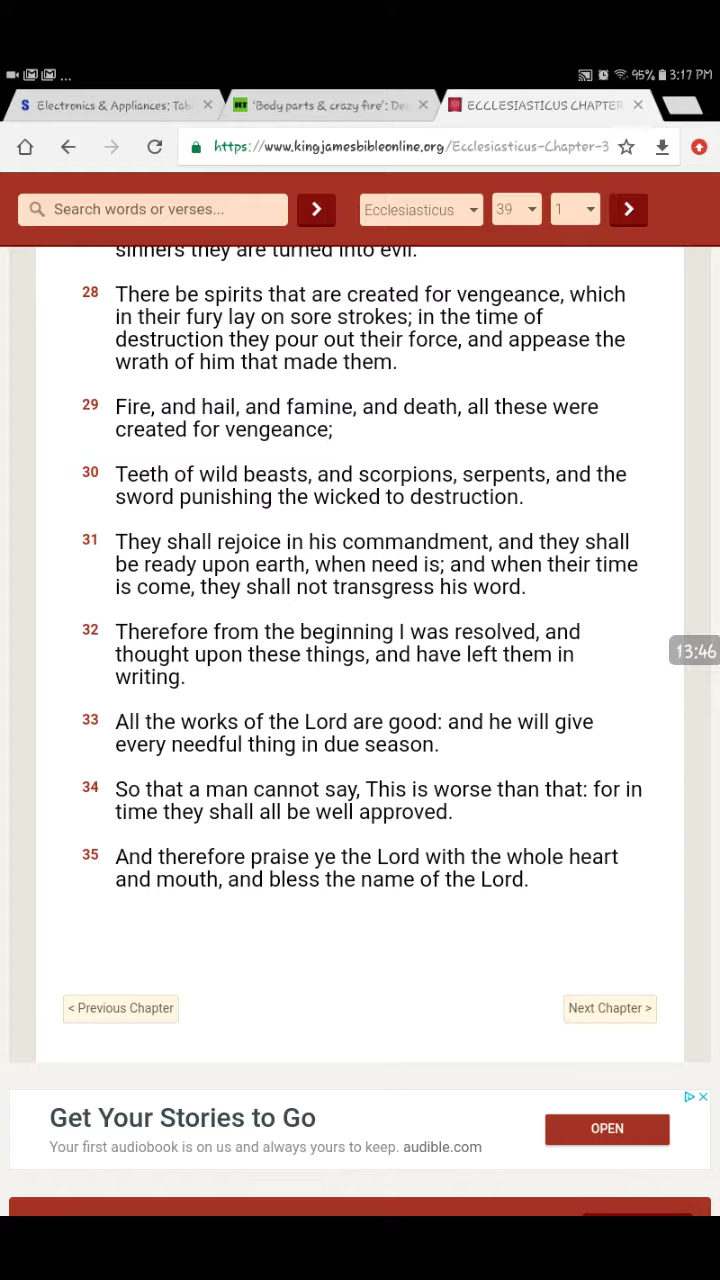 ... 95% 3:17 PM
S Electronics & Appliances: Tab
RT 'Body parts & crazy fire': De
ECCLESIASTICUS CHAPTER
https://www.kingjamesbibleonline.org/Ecclesiasticus-Chapter-3
Search words or verses... Ecclesiasticus 39 1
sinners they are turned into evil.
28 There be spirits that are created for vengeance, which
in their fury lay on sore strokes; in the time of
destruction they pour out their force, and appease the
wrath of him that made them.
29 Fire, and hail, and famine, and death, all these were
created for vengeance;
30 Teeth of wild beasts, and scorpions, serpents, and the
sword punishing the wicked to destruction.
31 They shall rejoice in his commandment, and they shall
be ready upon earth, when need is; and when their time
is come, they shall not transgress his word.
13:46
32 Therefore from the beginning I was resolved, and
thought upon these things, and have left them in
writing.
33 All the works of the Lord are good: and he will give
every needful thing in due season.
34 So that a man cannot say, This is worse than that: for in
time they shall all be well approved.
35 And therefore praise ye the Lord with the whole heart
and mouth, and bless the name of the Lord.
< Previous Chapter Next Chapter >
Get Your Stories to Go
Your first audiobook is on us and always yours to keep. audible.com
OPEN